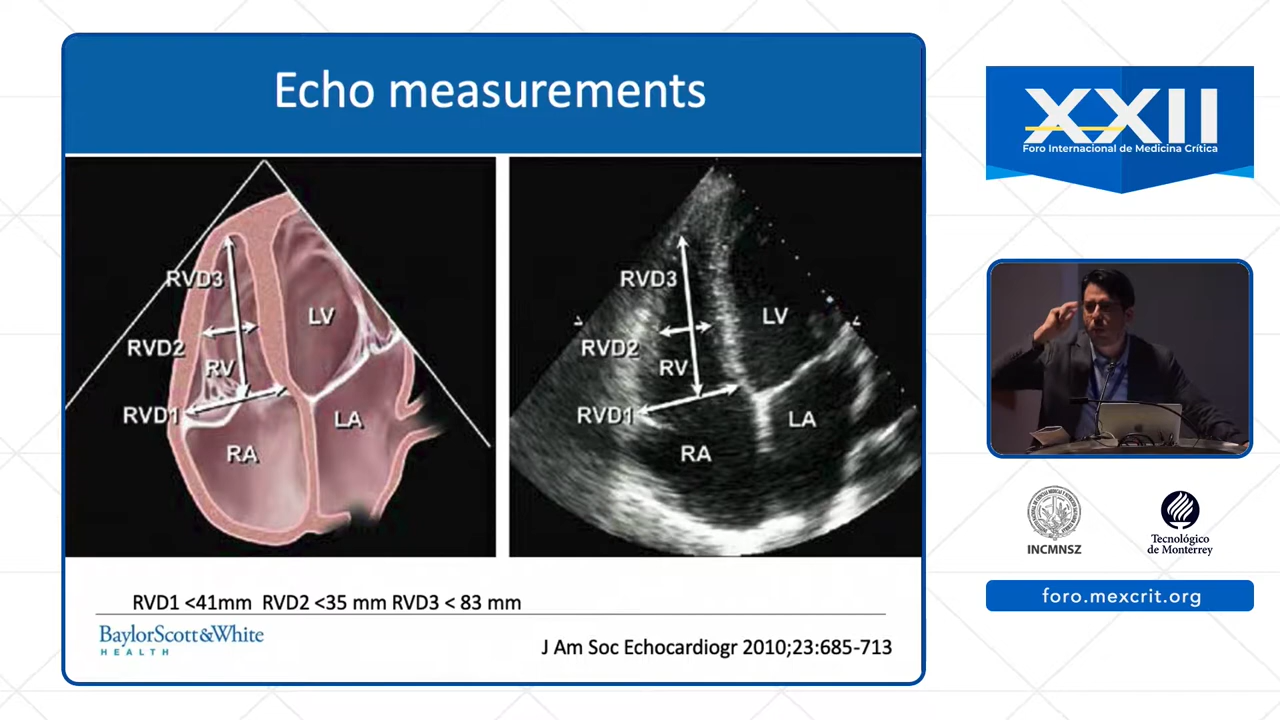 Echo measurements
RVD3
LV
RVD2
RV
RVD1
LA
RA
RVD3
LV
RVD2
RV
RVD1
LA
RA
RVD1 <41mm RVD2 <35 mm RVD3 < 83 mm
BaylorScott&White
HEALTH
J Am Soc Echocardiogr 2010;23:685-713
XXII
Foro Internacional de Medicina Crítica
INCMNSZ
Tecnológico
de Monterrey
foro.mexcrit.org